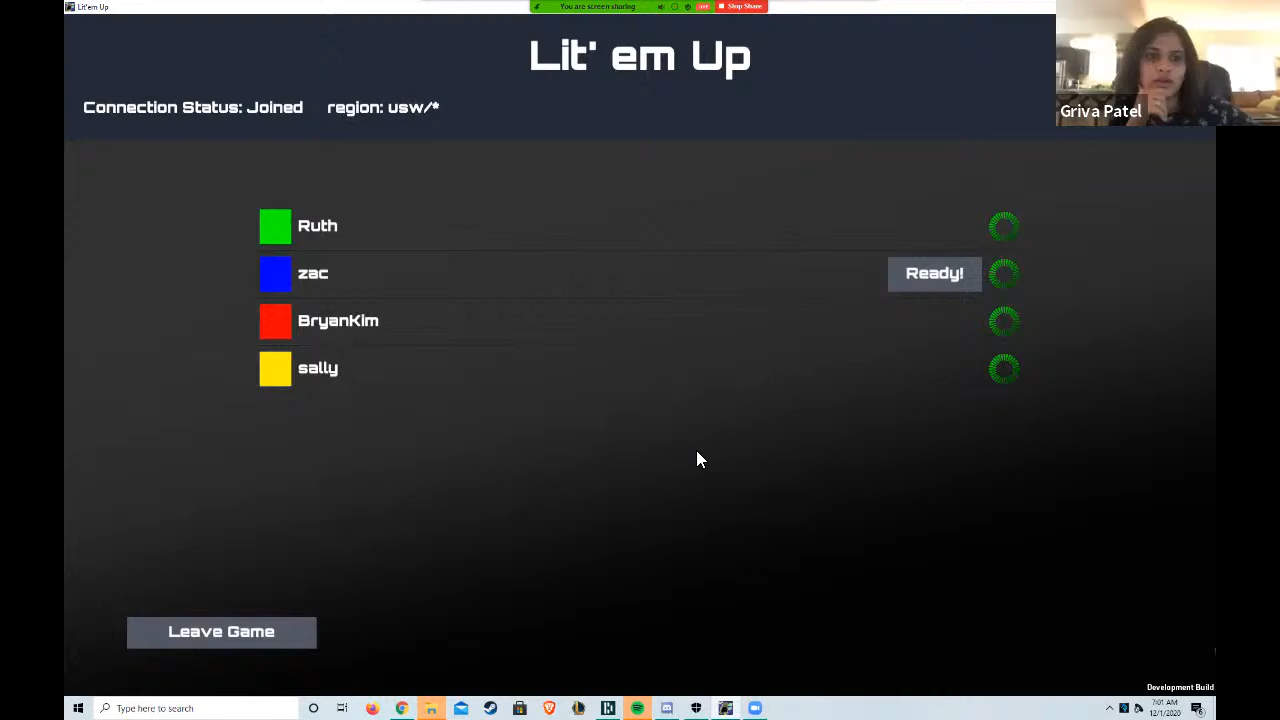 Lit'em Up
You are screen sharing
LIVE
Stop Share
Lit' em Up
Connection Status: Joined
region: usw/*
Griva Patel
Ruth
zac
Ready!
BryanKim
sally
Leave Game
Development Build
Type here to search
7:01 AM
12/1/2020
6